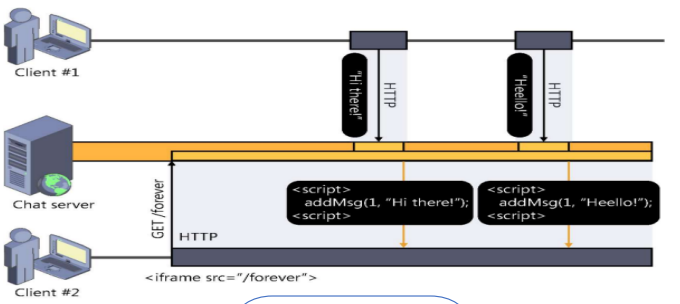 Client #1
"Hi there!"
HTTP
"Heello!"
HTTP
Chat server
GET /forever
HTTP
<script>
addMsg(1, "Hi there!");
<script>
<script>
addMsg(1, "Heello!");
<script>
Client #2
<iframe src="/forever">